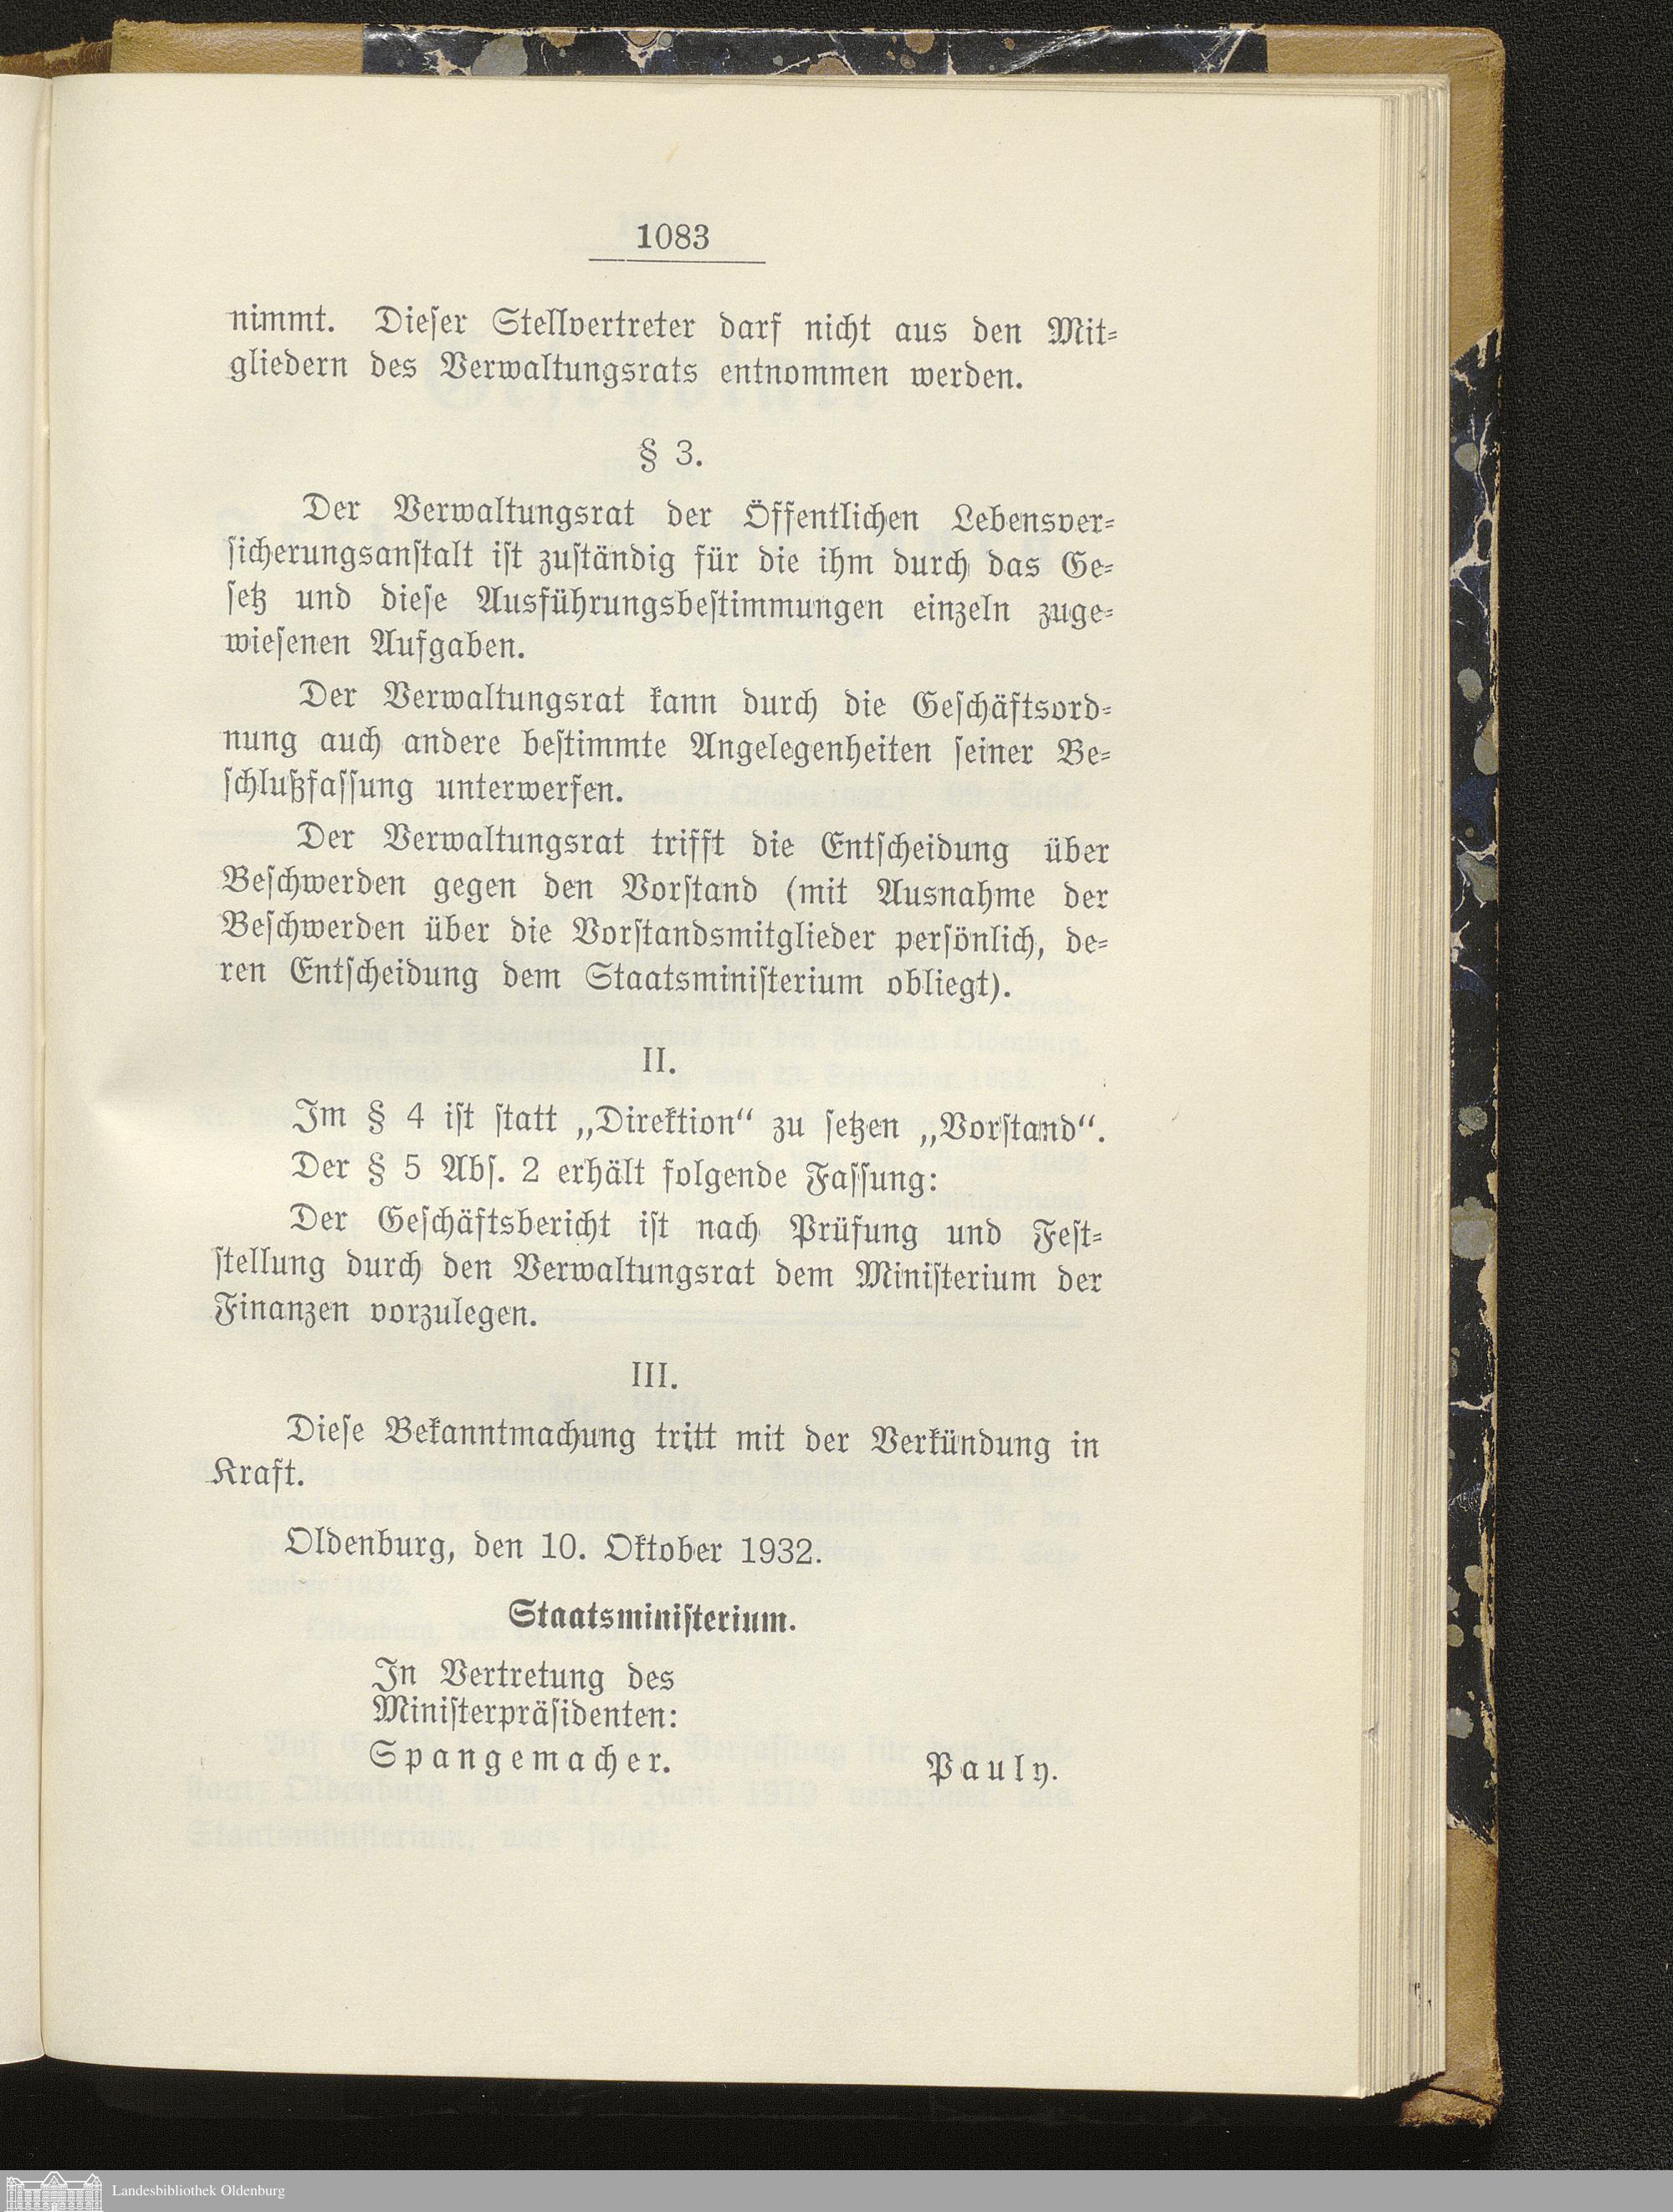 1083
nimmt. Dieser Stellvertreter darf nicht aus den Mit-
gliedern des Verwaltungsrats entnommen werden.
§ 3.
Der Verwaltungsrat der Öffentlichen Lebensver-
sicherungsanstalt ist zuständig für die ihm durch das Ge-
setz und diese Ausführungsbestimmungen einzeln zuge-
wiesenen Aufgaben.
Der Verwaltungsrat kann durch die Geschäftsord-
nung auch andere bestimmte Angelegenheiten seiner Be-
schlußfassung unterwerfen.
Der Verwaltungsrat trifft die Entscheidung über
Beschwerden gegen den Vorstand (mit Ausnahme der
Beschwerden über die Vorstandsmitglieder persönlich, de-
ren Entscheidung dem Staatsministerium obliegt).
II.
Im § 4 ist statt „Direktion“ zu setzen „Vorstand“.
Der § 5 Abs. 2 erhält folgende Fassung:
Der Geschäftsbericht ist nach Prüfung und Fest-
stellung durch den Verwaltungsrat dem Ministerium der
Finanzen vorzulegen.
III.
Diese Bekanntmachung tritt mit der Verkündung in
Kraft.
Oldenburg, den 10. Oktober 1932.
Staatsministerium.
In Vertretung des
Ministerpräsidenten:
Spangemacher. Pauly.
Landesbibliothek Oldenburg